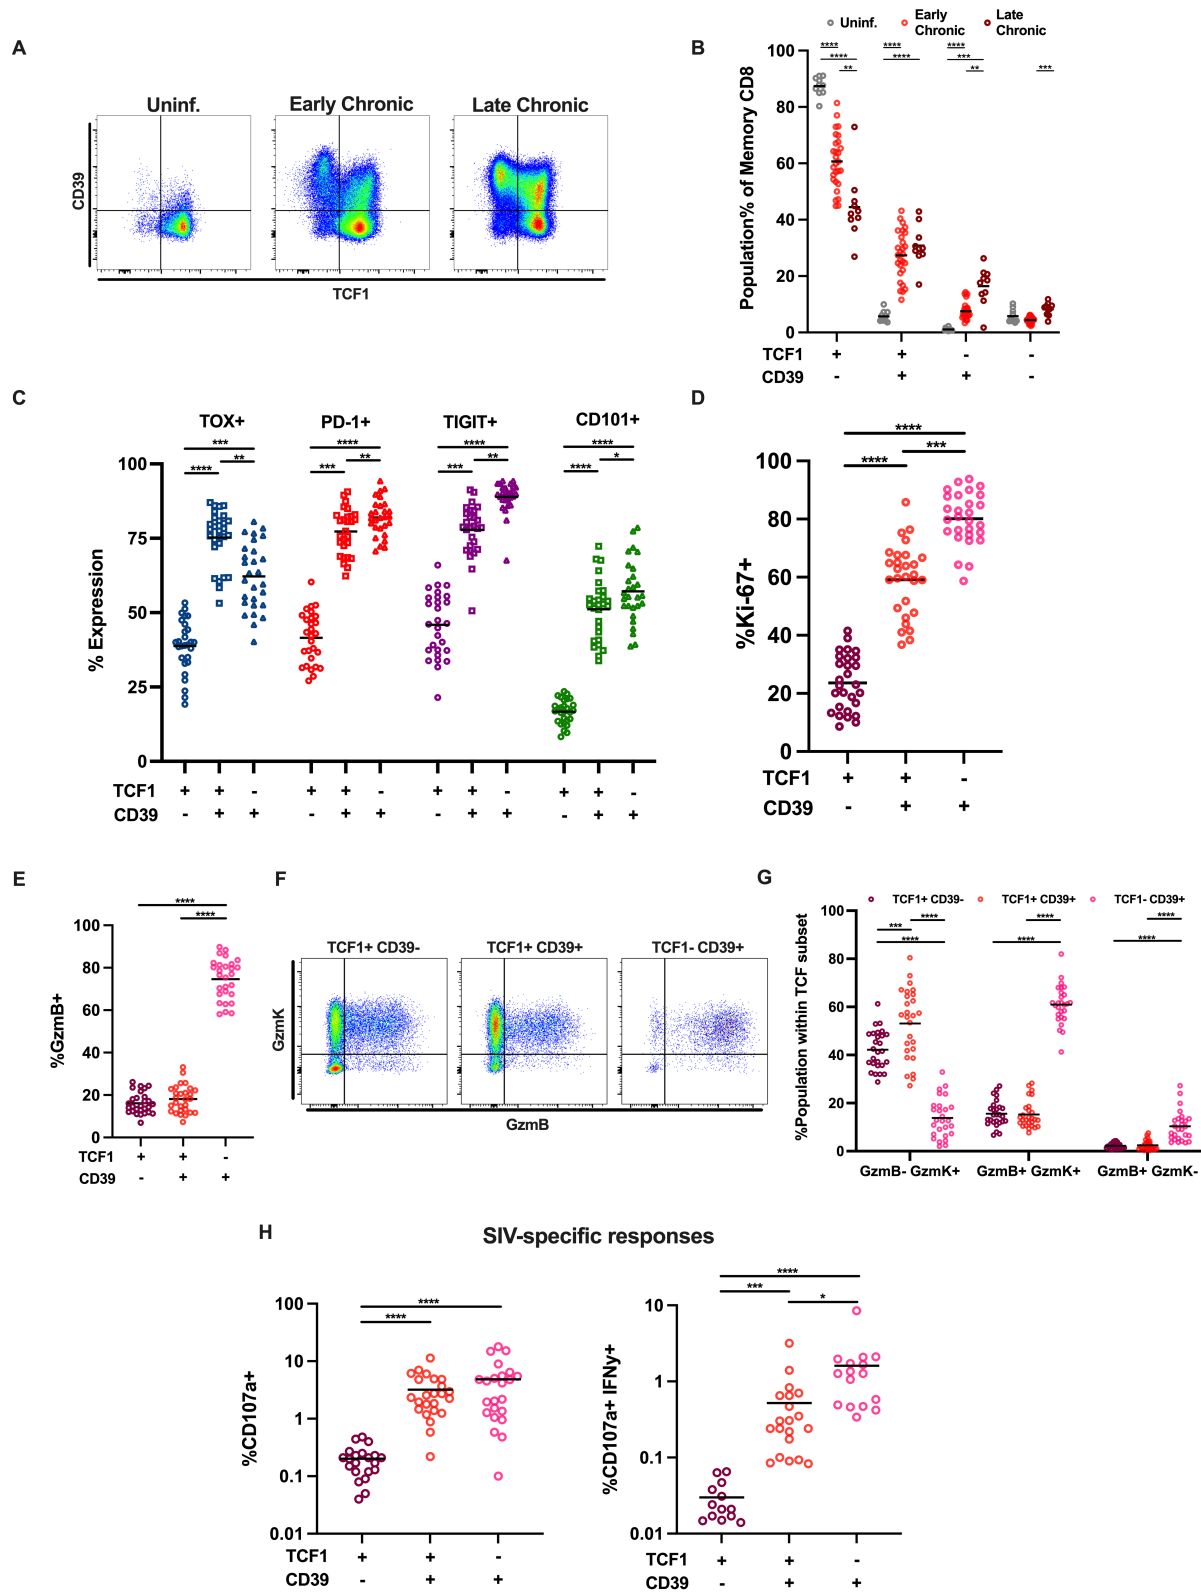 A
Uninf.
Early Chronic
Late Chronic
CD39
TCF1
B
Uninf.
Early
Chronic
Late
Chronic
Population% of Memory CD8
100
80
60
40
20
0
**** **** ****
**** **** ***
** ** ***
TCF1 + + - -
CD39 - + + -
C
TOX+
PD-1+
TIGIT+
CD101+
*** **** **** ****
**** ** *** ** *** ** **** *
% Expression
100
75
50
25
0
TCF1 + + - + + - + + - + + -
CD39 - + + - + + - + + - + +
D
****
***
****
%Ki-67+
100
80
60
40
20
0
TCF1 + + -
CD39 - + +
E
****
****
%GzmB+
100
80
60
40
20
0
TCF1 + + -
CD39 - + +
F
TCF1+ CD39-
TCF1+ CD39+
TCF1- CD39+
GzmK
GzmB
G
TCF1+ CD39-
TCF1+ CD39+
TCF1- CD39+
*** **** **** ****
**** **** ****
%Population within TCF subset
100
80
60
40
20
0
GzmB- GzmK+
GzmB+ GzmK+
GzmB+ GzmK-
H
SIV-specific responses
****
****
%CD107a+
100
10
1
0.1
0.01
TCF1 + + -
CD39 - + +
****
***
*
%CD107a+ IFNy+
10
1
0.1
0.01
TCF1 + + -
CD39 - + +